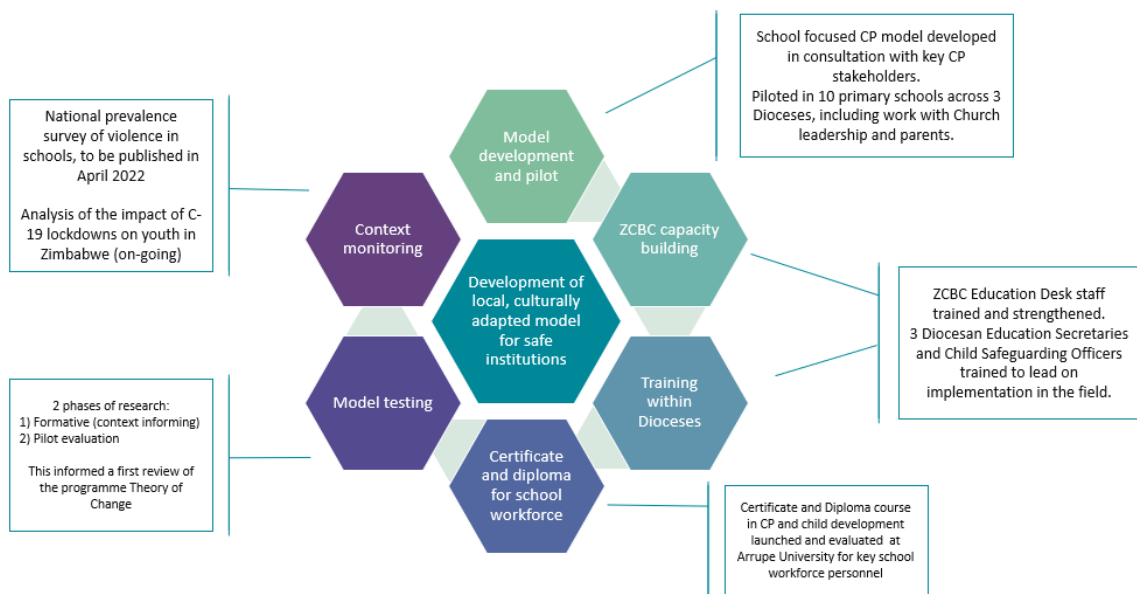 School focused CP model developed
in consultation with key CP
stakeholders.
Piloted in 10 primary schools across 3
Dioceses, including work with Church
leadership and parents.
National prevalence
survey of violence in
schools, to be published in
April 2022
Analysis of the impact of C-
19 lockdowns on youth in
Zimbabwe (on-going)
Model
development
and pilot
Context
monitoring
ZCBC capacity
building
Development of
local, culturally
adapted model
for safe
institutions
ZCBC Education Desk staff
trained and strengthened.
3 Diocesan Education Secretaries
and Child Safeguarding Officers
trained to lead on
implementation in the field.
Model testing
Training
within
Dioceses
2 phases of research:
1) Formative (context informing)
2) Pilot evaluation
This informed a first review of
the programme Theory of
Change
Certificate
and diploma
for school
workforce
Certificate and Diploma course
in CP and child development
launched and evaluated at
Arrupe University for key school
workforce personnel